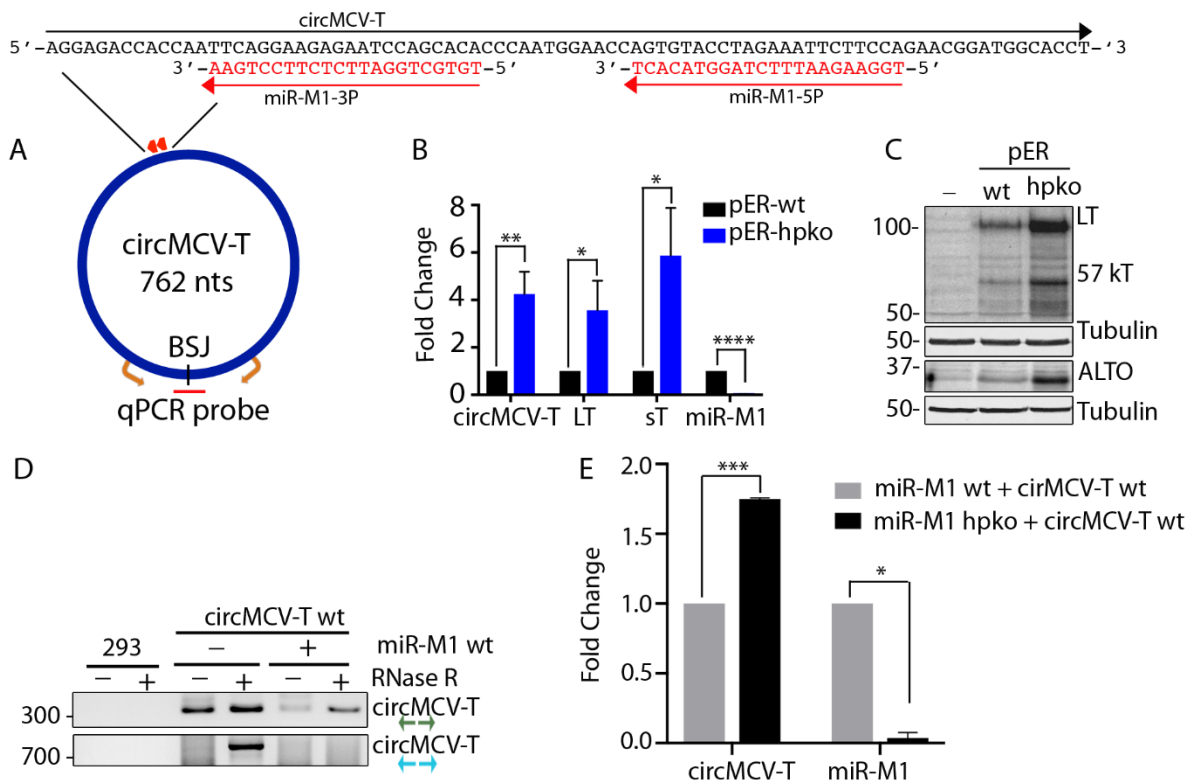 circMCV-T
5'-AGGAGACCACCAATTCAGGAAGAGAATCCAGCACACCCAATGGAACCAGTGTACCTAGAAATTCTTCCAGAACGGATGGCACCT-'3
3'-AAGTCCTTCTCTTAGGTCGTGT-5' 3'-TCACATGGATCTTTAAGAAGGT-5'
miR-M1-3P miR-M1-5P
A
circMCV-T
762 nts
BSJ
qPCR probe
B
Fold Change
8
6
4
2
0
** * * ****
pER-wt
pER-hpko
circMCV-T LT sT miR-M1
C
pER
– wt hpko
100-
50-
LT
57 kT
50-
Tubulin
37-
ALTO
50-
Tubulin
D
circMCV-T wt
293 – + miR-M1 wt
– + – + – + RNase R
300 - circMCV-T
700 - circMCV-T
E
Fold Change
2.0
1.5
1.0
0.5
0.0
*** *
miR-M1 wt + cirMCV-T wt
miR-M1 hpko + circMCV-T wt
circMCV-T miR-M1